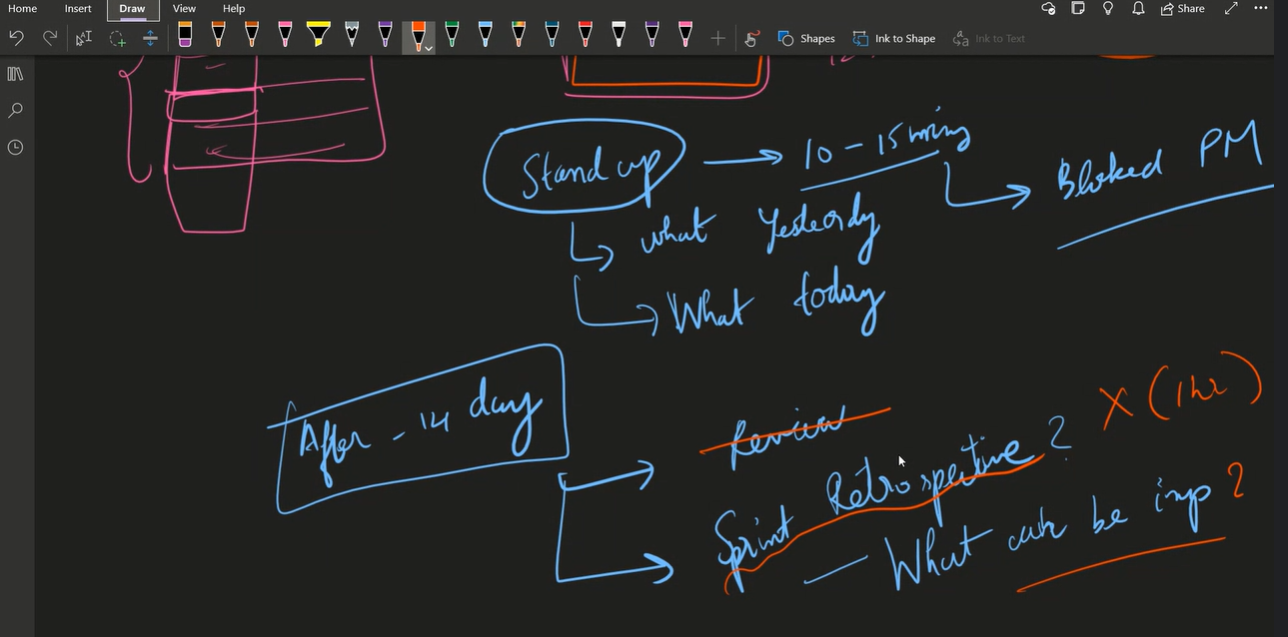 Home Insert Draw View Help
Share
Shapes Ink to Shape Ink to Text
Stand up 10 - 15 mins Blocked PM
what Yesterday
What today
After - 14 day
Review
Sprint Retrospective ? X (1hr)
- What can be imp ?